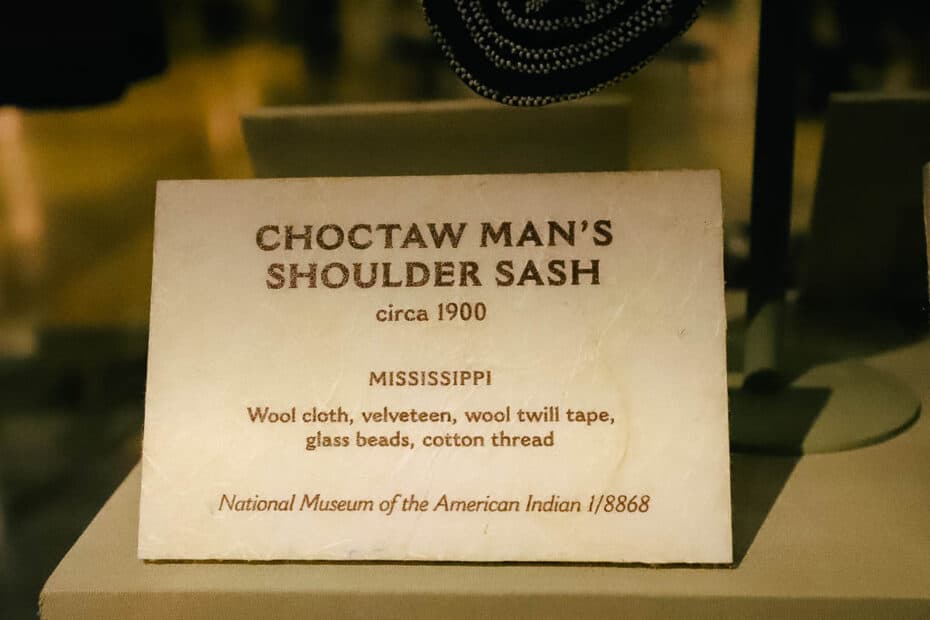 CHOCTAW MAN'S
SHOULDER SASH
circa 1900
MISSISSIPPI
Wool cloth, velveteen, wool twill tape,
glass beads, cotton thread
National Museum of the American Indian 1/8868